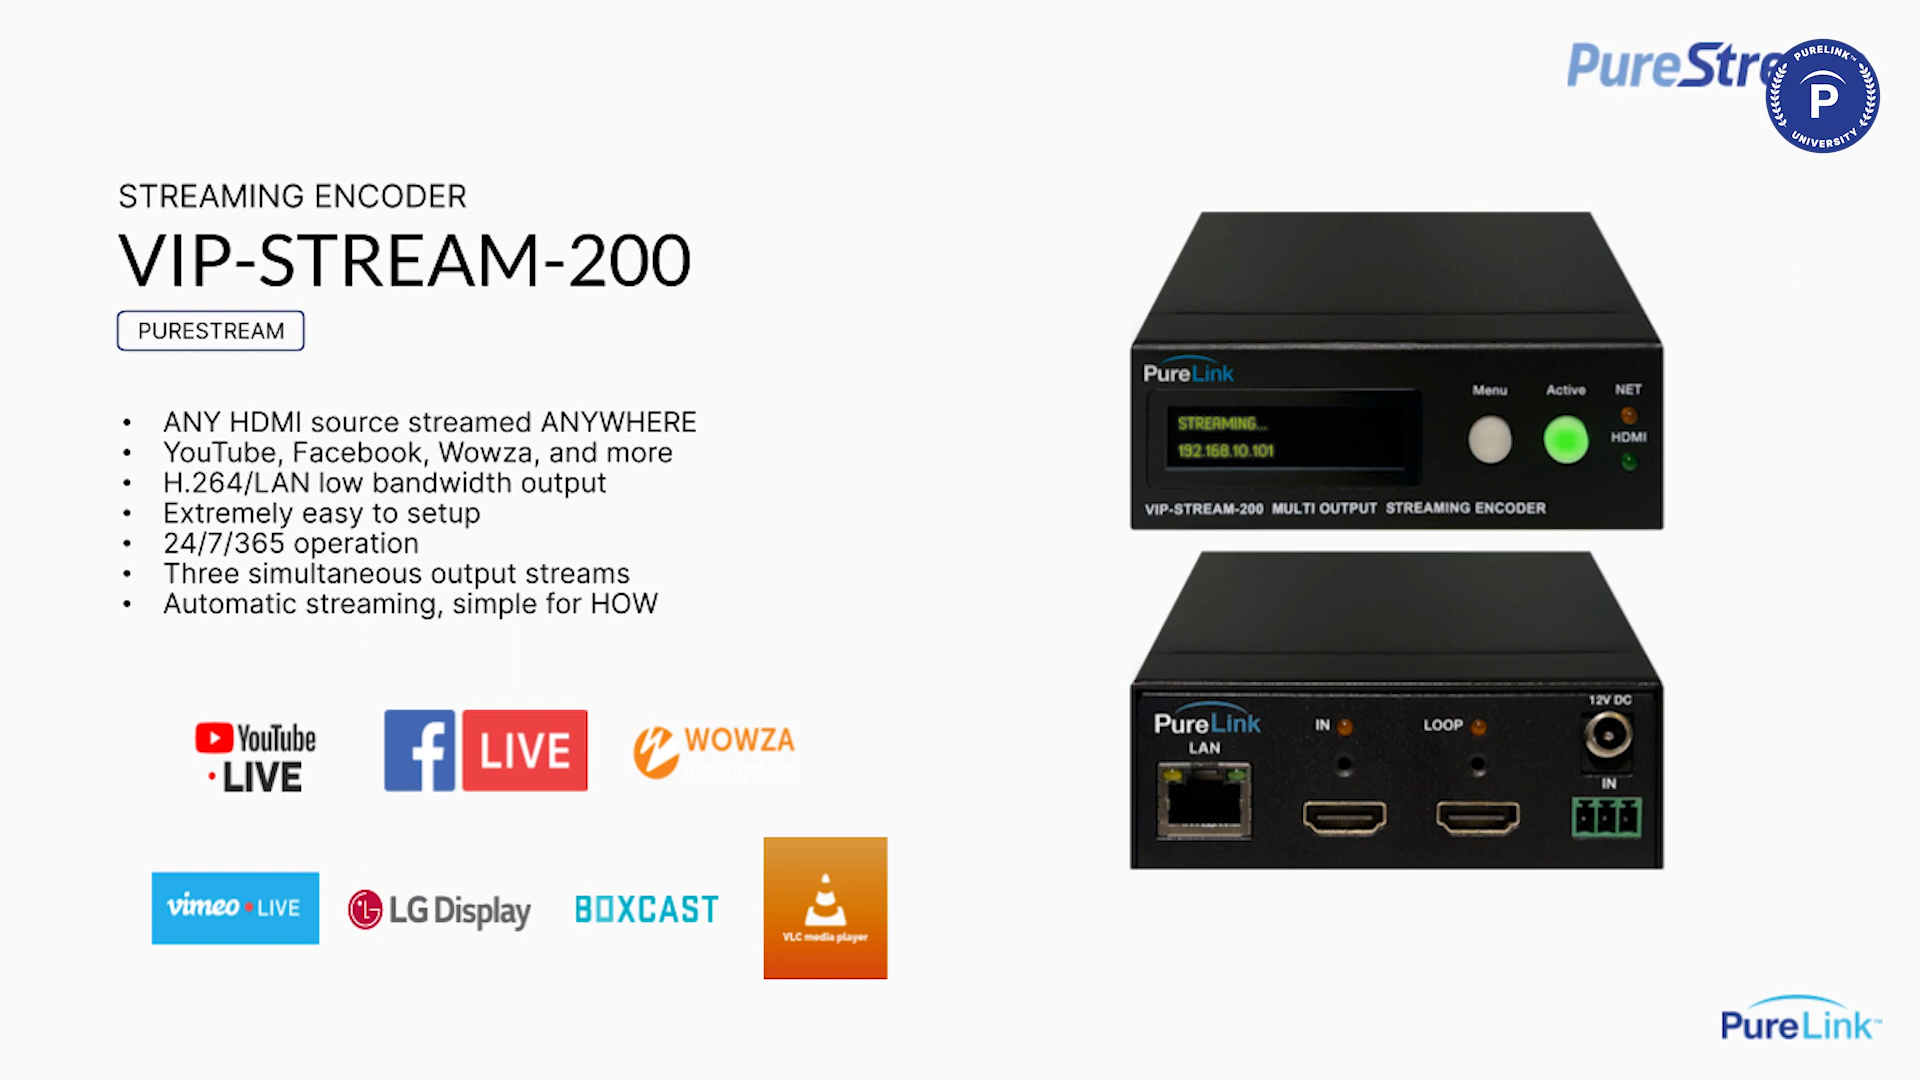 PureStre
PURELINK™
P
UNIVERSITY
STREAMING ENCODER
VIP-STREAM-200
PURESTREAM
• ANY HDMI source streamed ANYWHERE
• YouTube, Facebook, Wowza, and more
• H.264/LAN low bandwidth output
• Extremely easy to setup
• 24/7/365 operation
• Three simultaneous output streams
• Automatic streaming, simple for HOW
YouTube
LIVE
f LIVE
WOWZA
media systems
vimeo LIVE
LG Display
BOXCAST
VLC media player
PureLink
STREAMING...
192.168.10.101
Menu Active NET
HDMI
VIP-STREAM-200 MULTI OUTPUT STREAMING ENCODER
PureLink
LAN
IN
LOOP
12V DC
IN
PureLink™